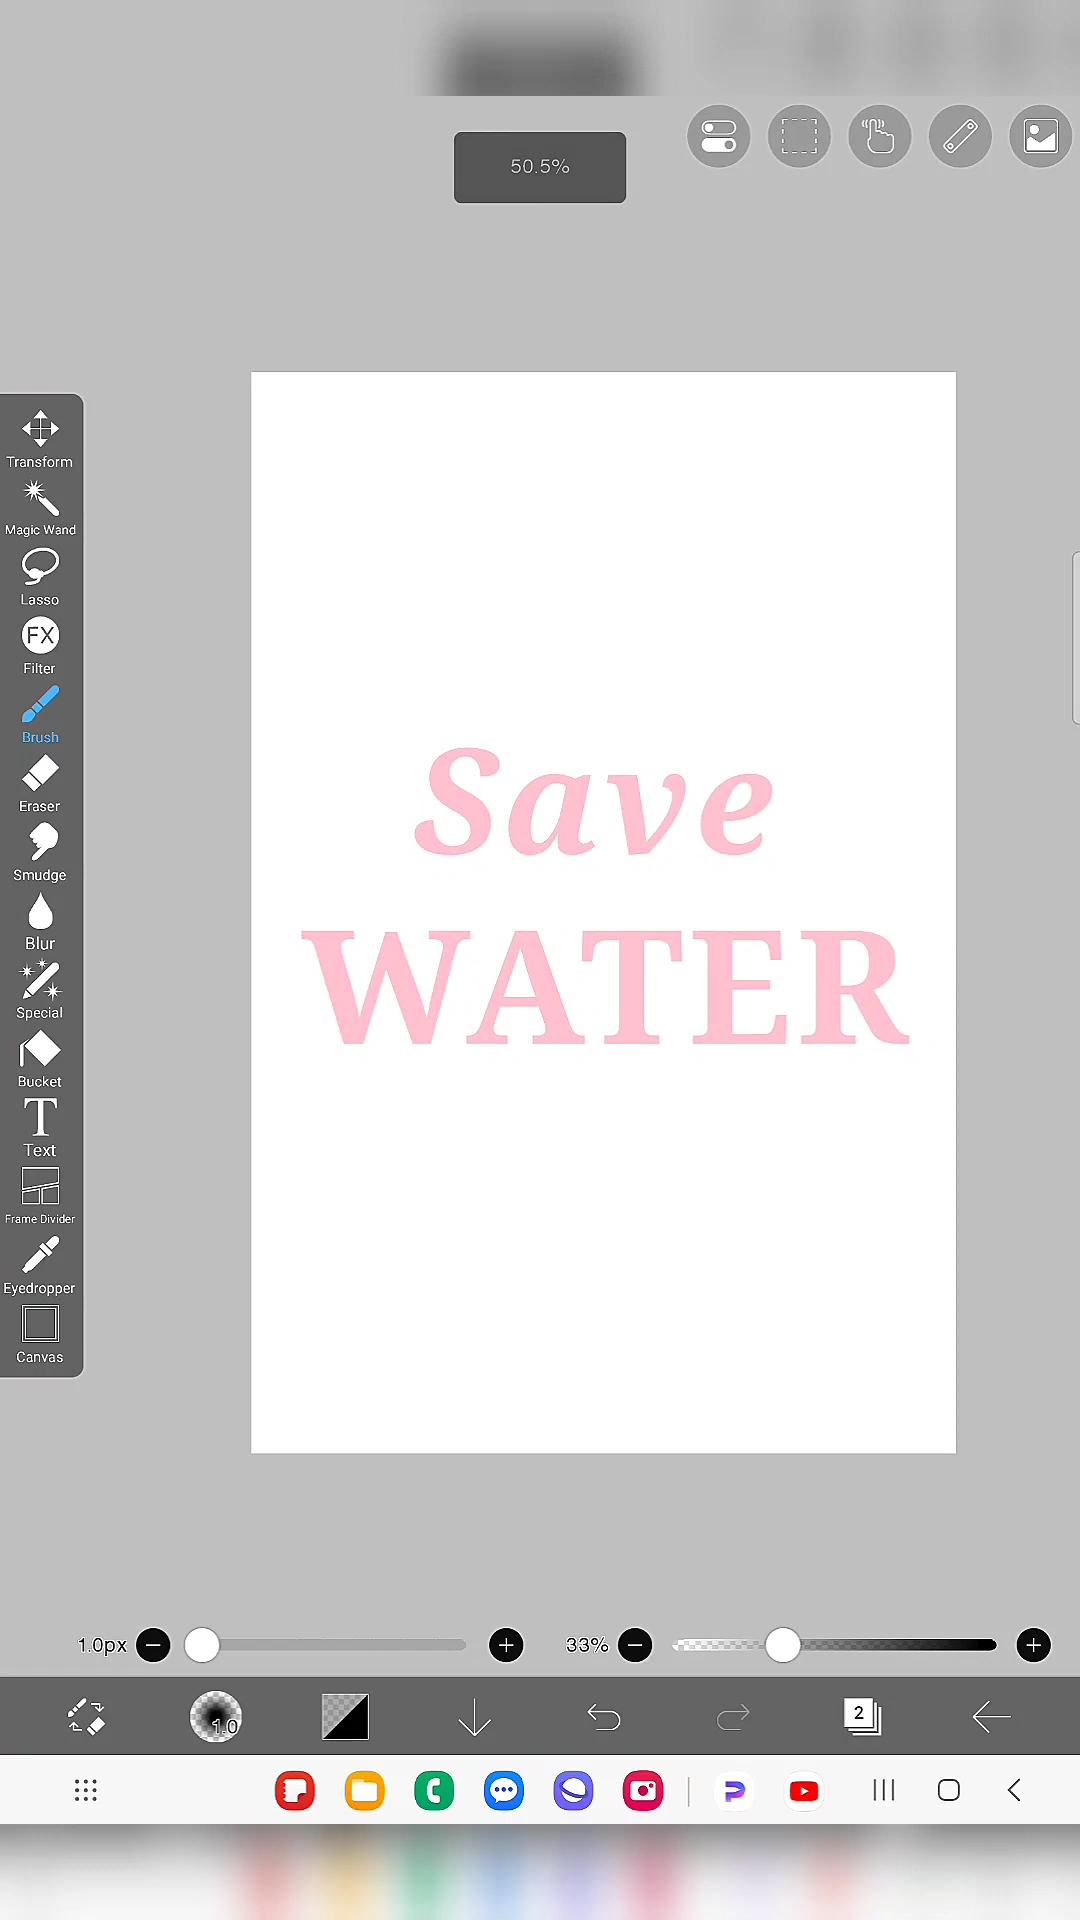 50.5%
Transform
Magic Wand
Lasso
FX
Filter
Brush
Eraser
Smudge
Blur
Special
Bucket
T
Text
Frame Divider
Eyedropper
Canvas
Save
WATER
1.0px
33%
1.0
2